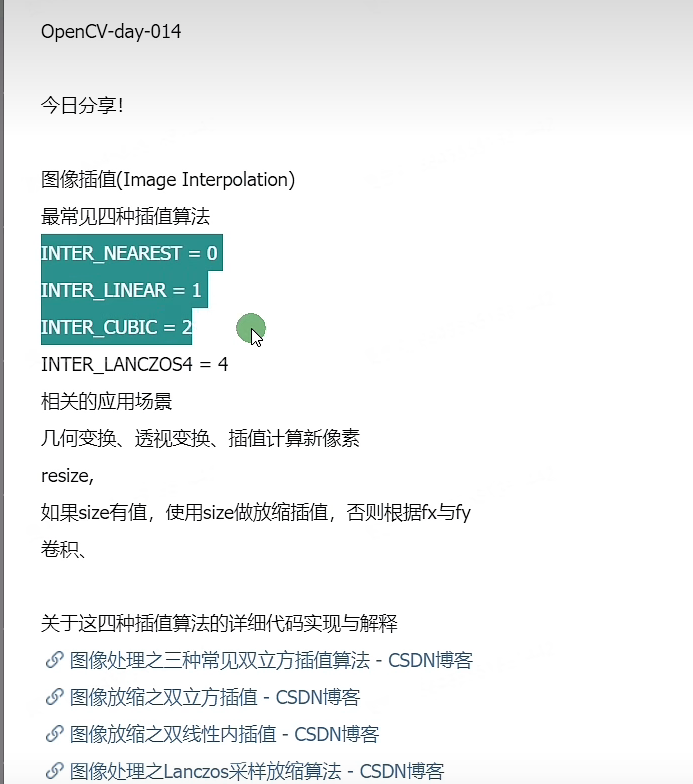 OpenCV-day-014
今日分享！
图像插值(Image Interpolation)
最常见四种插值算法
INTER_NEAREST = 0
INTER_LINEAR = 1
INTER_CUBIC = 2
INTER_LANCZOS4 = 4
相关的应用场景
几何变换、透视变换、插值计算新像素
resize,
如果size有值，使用size做放缩插值，否则根据fx与fy
卷积、
关于这四种插值算法的详细代码实现与解释
图像处理之三种常见双立方插值算法 - CSDN博客
图像放缩之双立方插值 - CSDN博客
图像放缩之双线性内插值 - CSDN博客
图像处理之Lanczos采样放缩算法 - CSDN博客